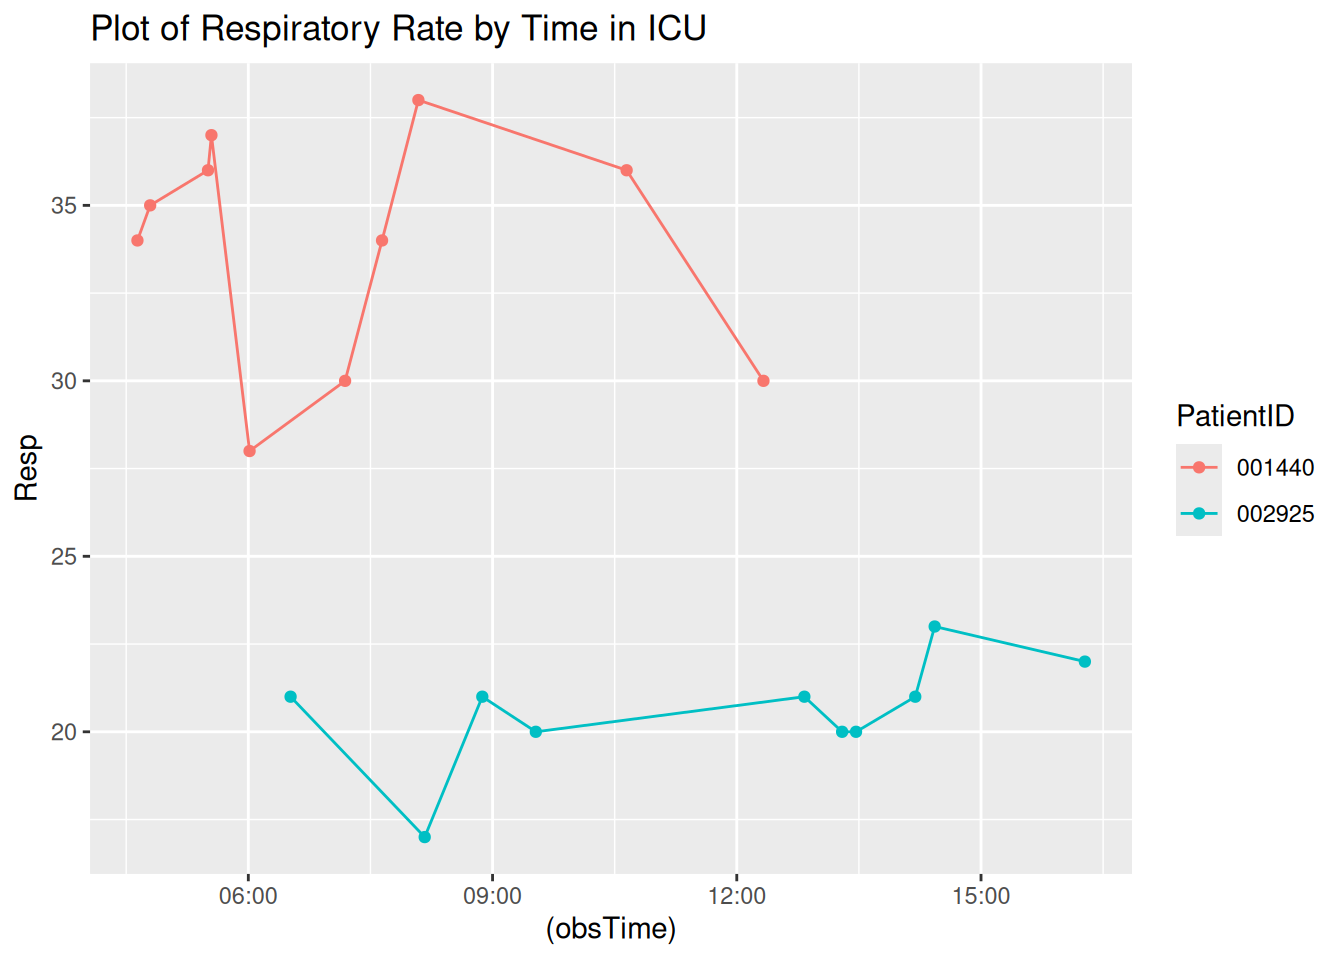 Plot of Respiratory Rate by Time in ICU
35
30
25
20
Resp
06:00
09:00
12:00
15:00
(obsTime)
PatientID
001440
002925